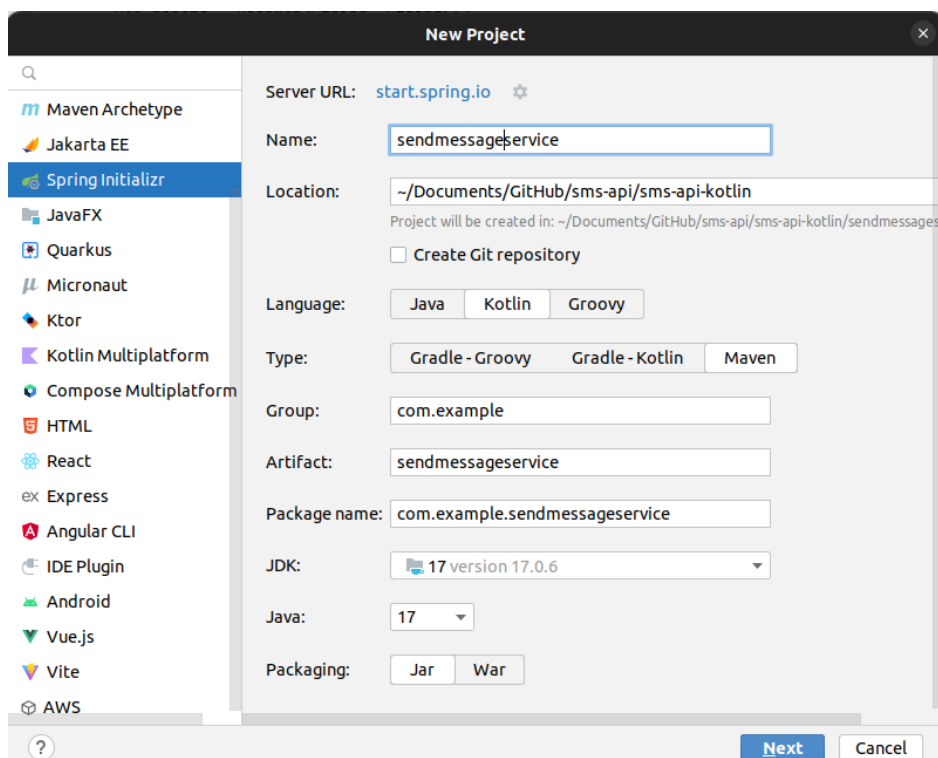 New Project
Maven Archetype
Jakarta EE
Spring Initializr
JavaFX
Quarkus
Micronaut
Ktor
Kotlin Multiplatform
Compose Multiplatform
HTML
React
ex Express
Angular CLI
IDE Plugin
Android
Vue.js
Vite
AWS
Server URL: start.spring.io
Name: sendmessageservice
Location: ~/Documents/GitHub/sms-api/sms-api-kotlin
Project will be created in: ~/Documents/GitHub/sms-api/sms-api-kotlin/sendmessages
Create Git repository
Language: Java Kotlin Groovy
Type: Gradle - Groovy Gradle - Kotlin Maven
Group: com.example
Artifact: sendmessageservice
Package name: com.example.sendmessageservice
JDK: 17 version 17.0.6
Java: 17
Packaging: Jar War
? Next Cancel